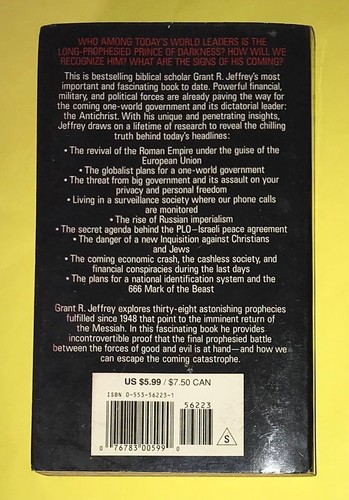 WHO AMONG TODAY'S WORLD LEADERS IS THE
LONG-PROPHESIED PRINCE OF DARKNESS? HOW WILL WE
RECOGNIZE HIM? WHAT ARE THE SIGNS OF HIS COMING?
This is bestselling biblical scholar Grant R. Jeffrey's most
important and fascinating book to date. Powerful financial,
military, and political forces are already paving the way for
the coming one-world government and its dictatorial leader:
the Antichrist. With his unique and penetrating insights,
Jeffrey draws on a lifetime of research to reveal the chilling
truth behind today's headlines:
• The revival of the Roman Empire under the guise of the
European Union
• The globalist plans for a one-world government
• The threat from big government and its assault on your
privacy and personal freedom
• Living in a surveillance society where our phone calls
are monitored
• The rise of Russian imperialism
• The secret agenda behind the PLO–Israeli peace agreement
• The danger of a new Inquisition against Christians
and Jews
• The coming economic crash, the cashless society, and
financial conspiracies during the last days
• The plans for a national identification system and the
666 Mark of the Beast
Grant R. Jeffrey explores thirty-eight astonishing prophecies
fulfilled since 1948 that point to the imminent return of
the Messiah. In this fascinating book he provides
incontrovertible proof that the final prophesied battle
between the forces of good and evil is at hand—and how we
can escape the coming catastrophe.
US $5.99 / $7.50 CAN
ISBN 0-553-56223-1
56223
0 76783 00599 0
S